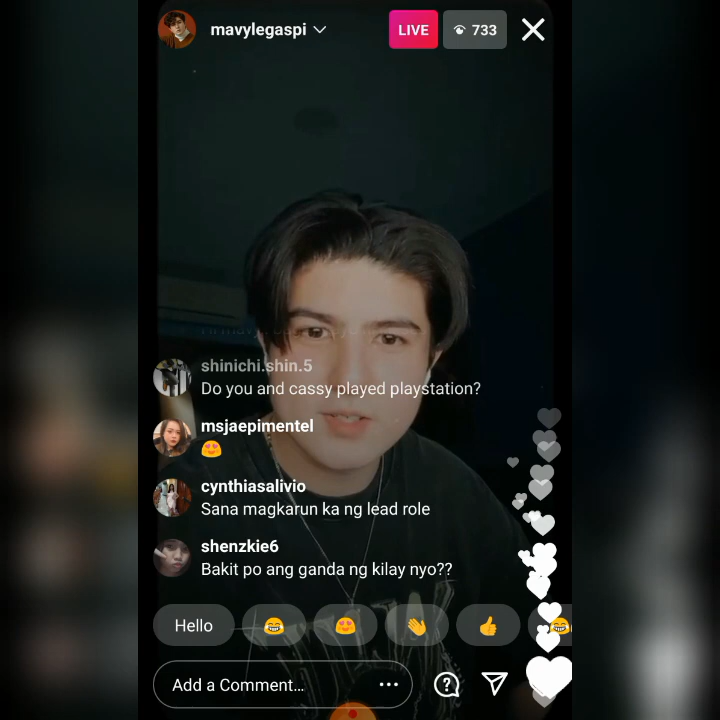 mavylegaspi
LIVE
733
shinichi.shin.5
Do you and cassy played playstation?
msjaepimentel
😍
cynthiasalivio
Sana magkarun ka ng lead role
shenzkie6
Bakit po ang ganda ng kilay nyo??
Hello 😂 😍 👋 👍 😂
Add a Comment...